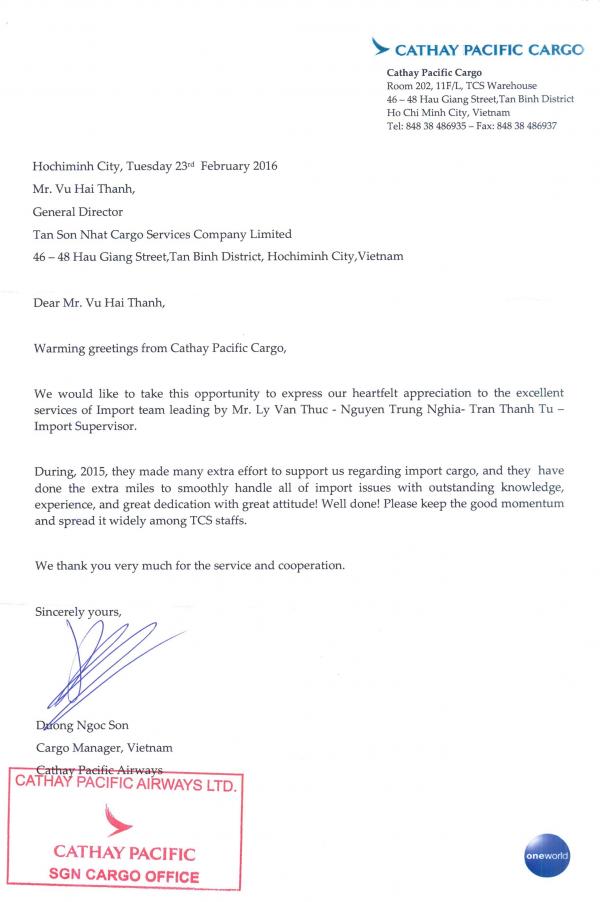 CATHAY PACIFIC CARGO
Cathay Pacific Cargo
Room 202, 11F/L, TCS Warehouse
46 – 48 Hau Giang Street,Tan Binh District
Ho Chi Minh City, Vietnam
Tel: 848 38 486935 – Fax: 848 38 486937
Hochiminh City, Tuesday 23rd February 2016
Mr. Vu Hai Thanh,
General Director
Tan Son Nhat Cargo Services Company Limited
46 – 48 Hau Giang Street,Tan Binh District, Hochiminh City,Vietnam
Dear Mr. Vu Hai Thanh,
Warming greetings from Cathay Pacific Cargo,
We would like to take this opportunity to express our heartfelt appreciation to the excellent
services of Import team leading by Mr. Ly Van Thuc - Nguyen Trung Nghia- Tran Thanh Tu –
Import Supervisor.
During, 2015, they made many extra effort to support us regarding import cargo, and they have
done the extra miles to smoothly handle all of import issues with outstanding knowledge,
experience, and great dedication with great attitude! Well done! Please keep the good momentum
and spread it widely among TCS staffs.
We thank you very much for the service and cooperation.
Sincerely yours,
Duong Ngoc Son
Cargo Manager, Vietnam
Cathay Pacific Airways
CATHAY PACIFIC AIRWAYS LTD.
CATHAY PACIFIC
SGN CARGO OFFICE
oneworld